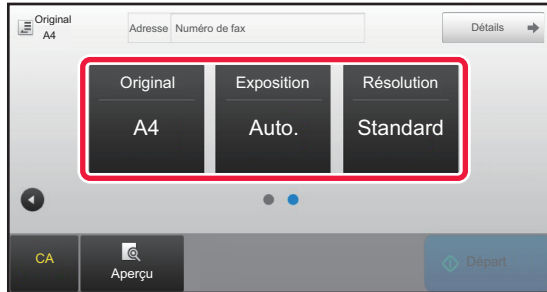 Original
A4
Adresse Numéro de fax
Détails
Original
A4
Exposition
Auto.
Résolution
Standard
CA
Aperçu
Départ